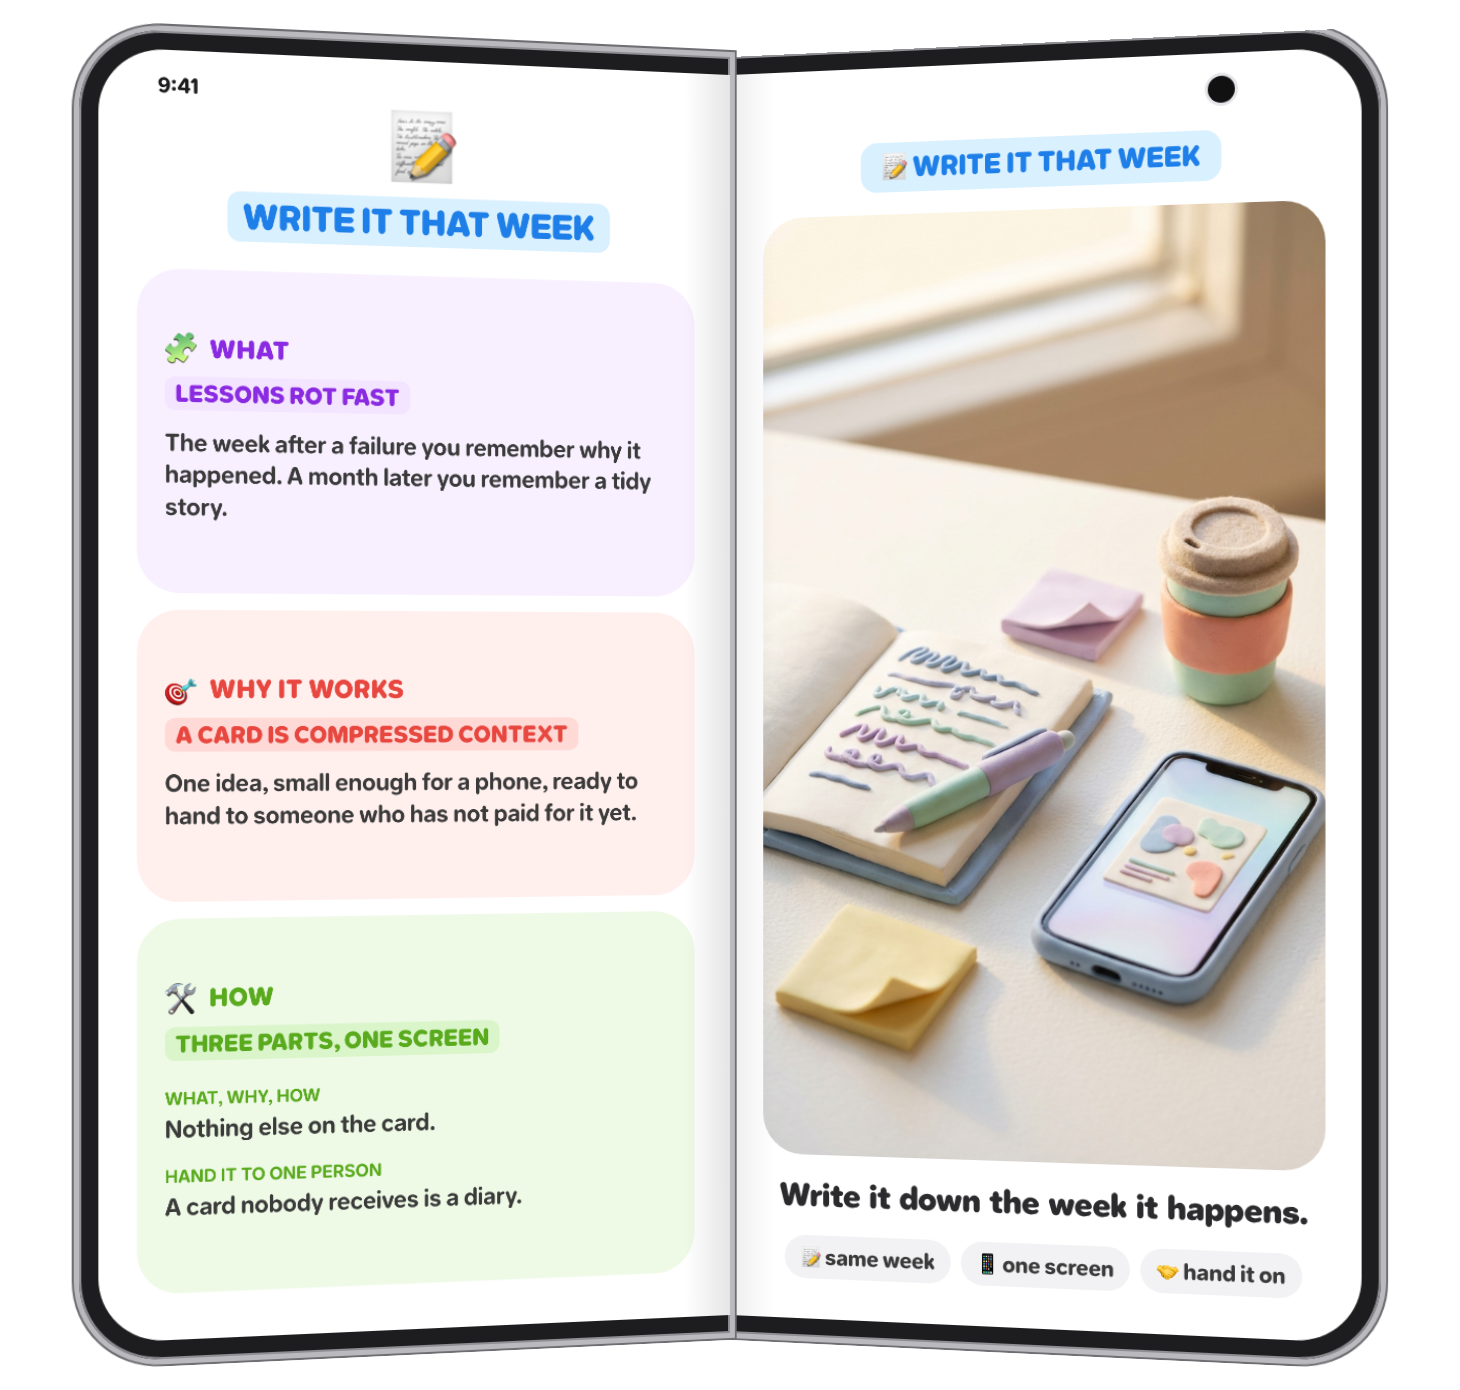 9:41
WRITE IT THAT WEEK
WHAT
LESSONS ROT FAST
The week after a failure you remember why it
happened. A month later you remember a tidy
story.
WHY IT WORKS
A CARD IS COMPRESSED CONTEXT
One idea, small enough for a phone, ready to
hand to someone who has not paid for it yet.
HOW
THREE PARTS, ONE SCREEN
WHAT, WHY, HOW
Nothing else on the card.
HAND IT TO ONE PERSON
A card nobody receives is a diary.
WRITE IT THAT WEEK
Write it down the week it happens.
same week
one screen
hand it on